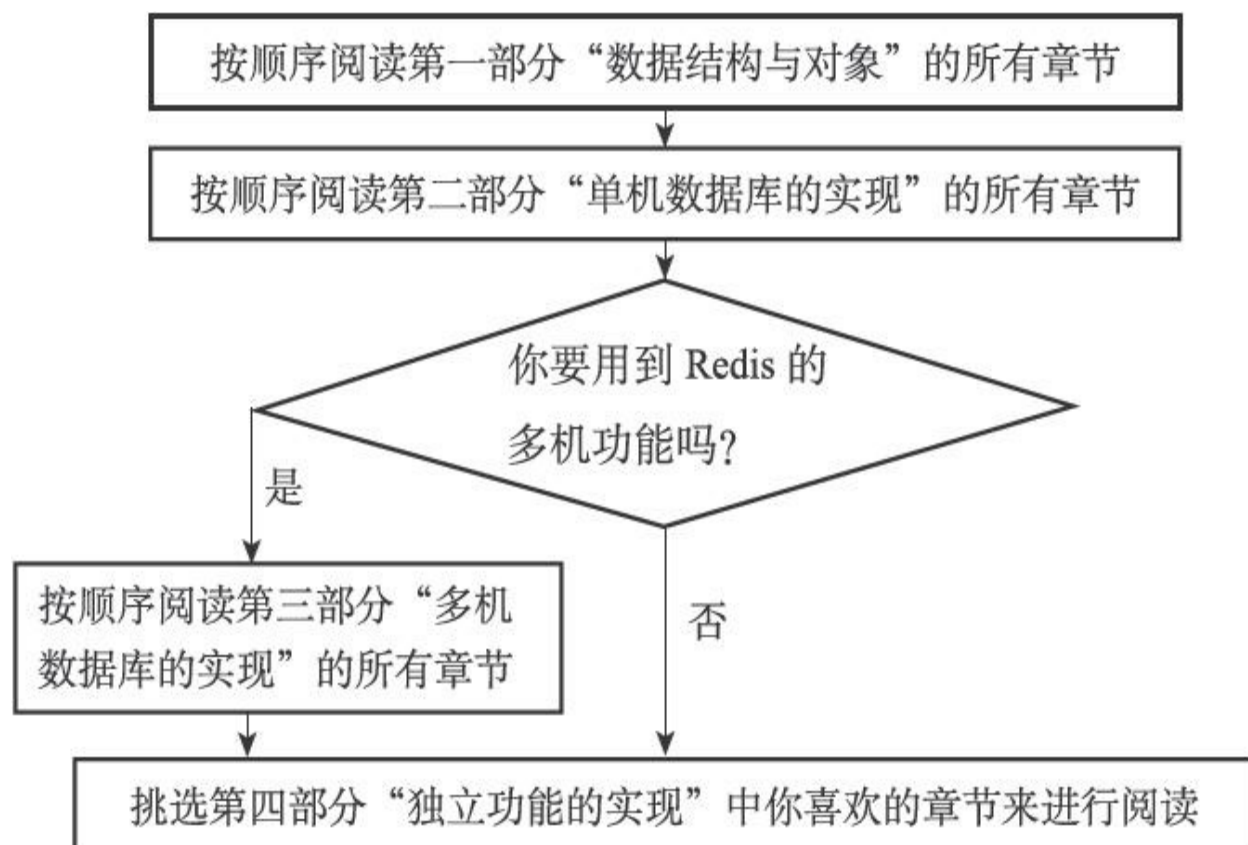 按顺序阅读第一部分“数据结构与对象”的所有章节
按顺序阅读第二部分“单机数据库的实现”的所有章节
你要用到 Redis 的
多机功能吗？
是
按顺序阅读第三部分“多机
数据库的实现”的所有章节
否
挑选第四部分“独立功能的实现”中你喜欢的章节来进行阅读